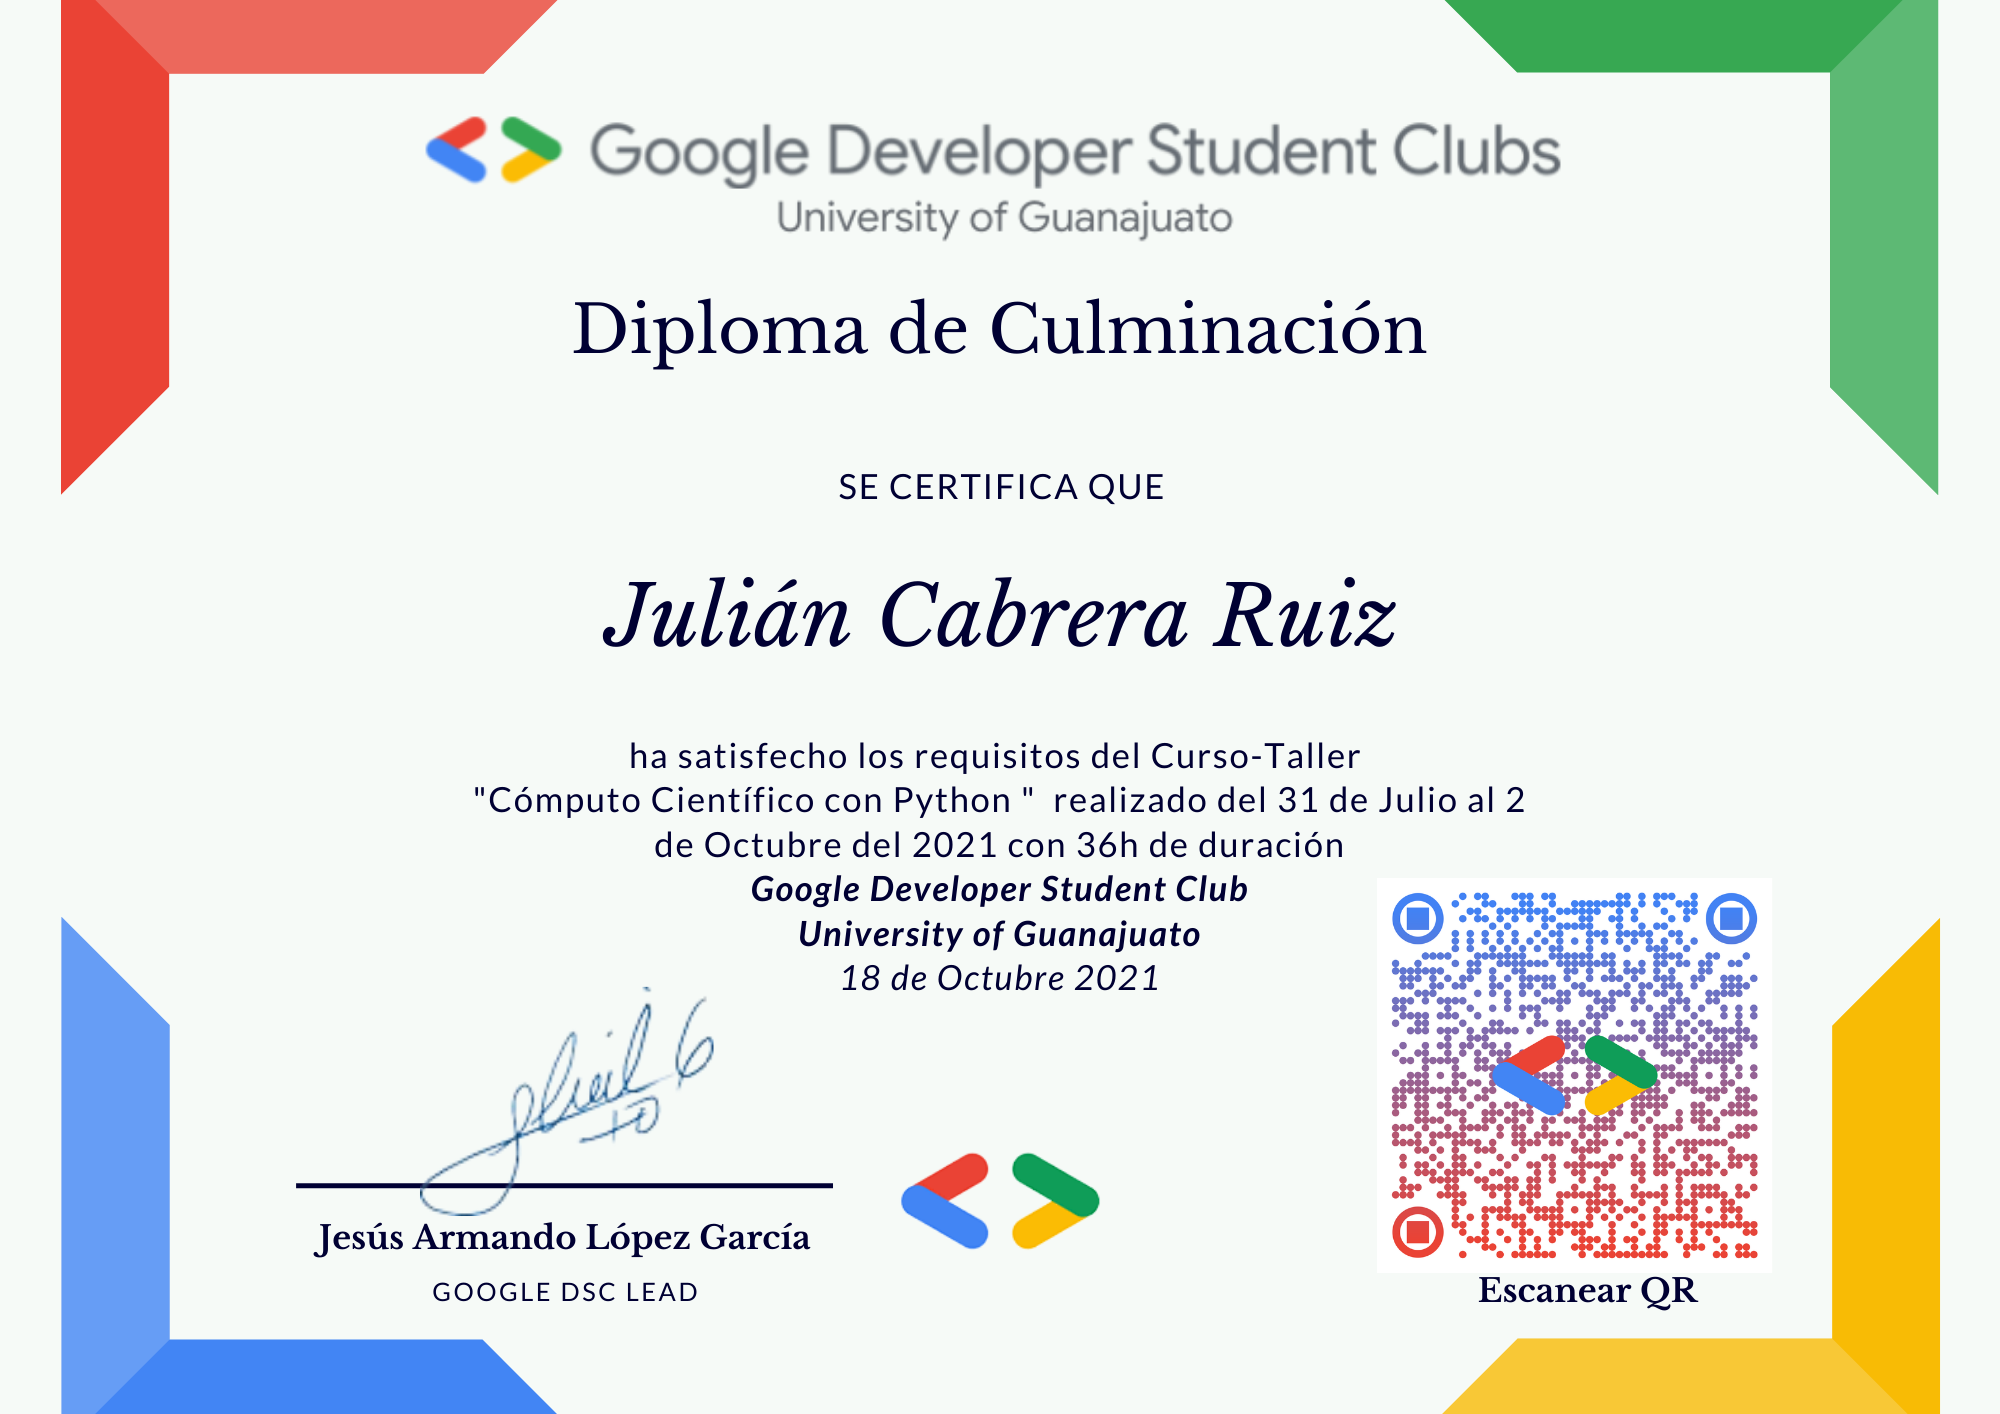 Google Developer Student Clubs
University of Guanajuato
Diploma de Culminación
SE CERTIFICA QUE
Julián Cabrera Ruiz
ha satisfecho los requisitos del Curso-Taller
"Cómputo Científico con Python "  realizado del 31 de Julio al 2
de Octubre del 2021 con 36h de duración
Google Developer Student Club
University of Guanajuato
18 de Octubre 2021
Jesús Armando López García
GOOGLE DSC LEAD
Escanear QR